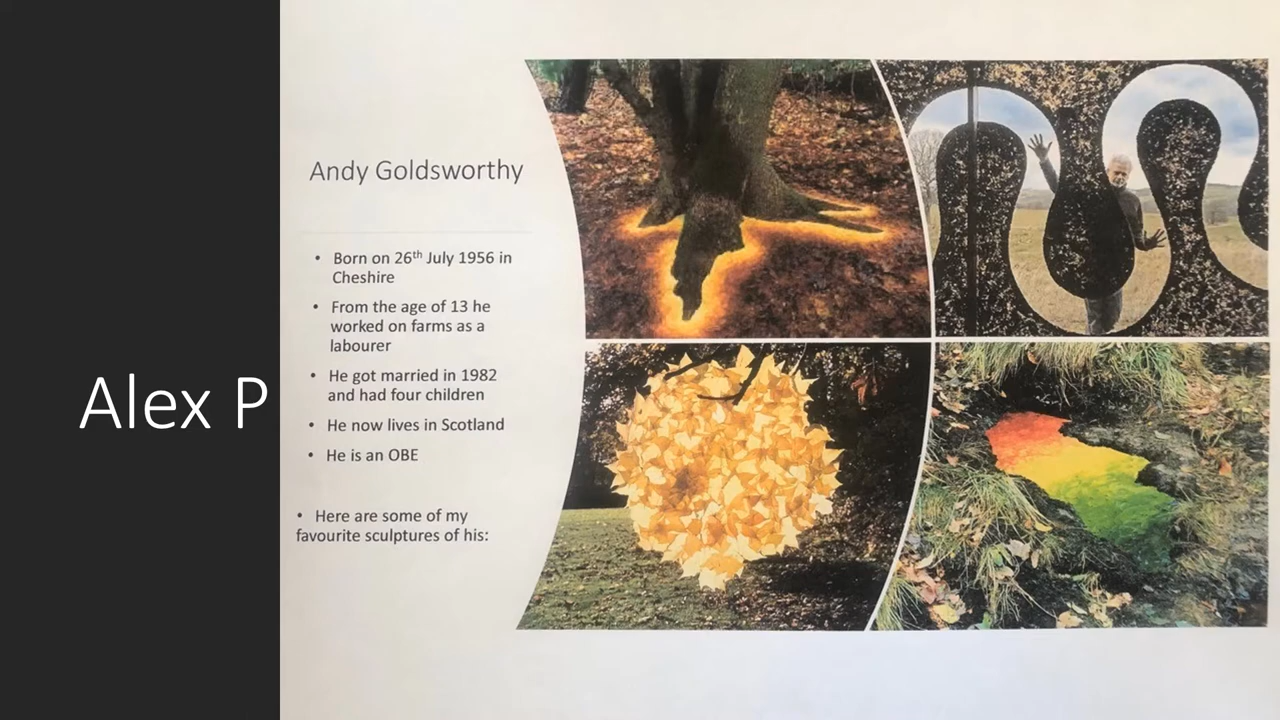 Alex P
Andy Goldsworthy
• Born on 26th July 1956 in
Cheshire
• From the age of 13 he
worked on farms as a
labourer
• He got married in 1982
and had four children
• He now lives in Scotland
• He is an OBE
• Here are some of my
favourite sculptures of his: